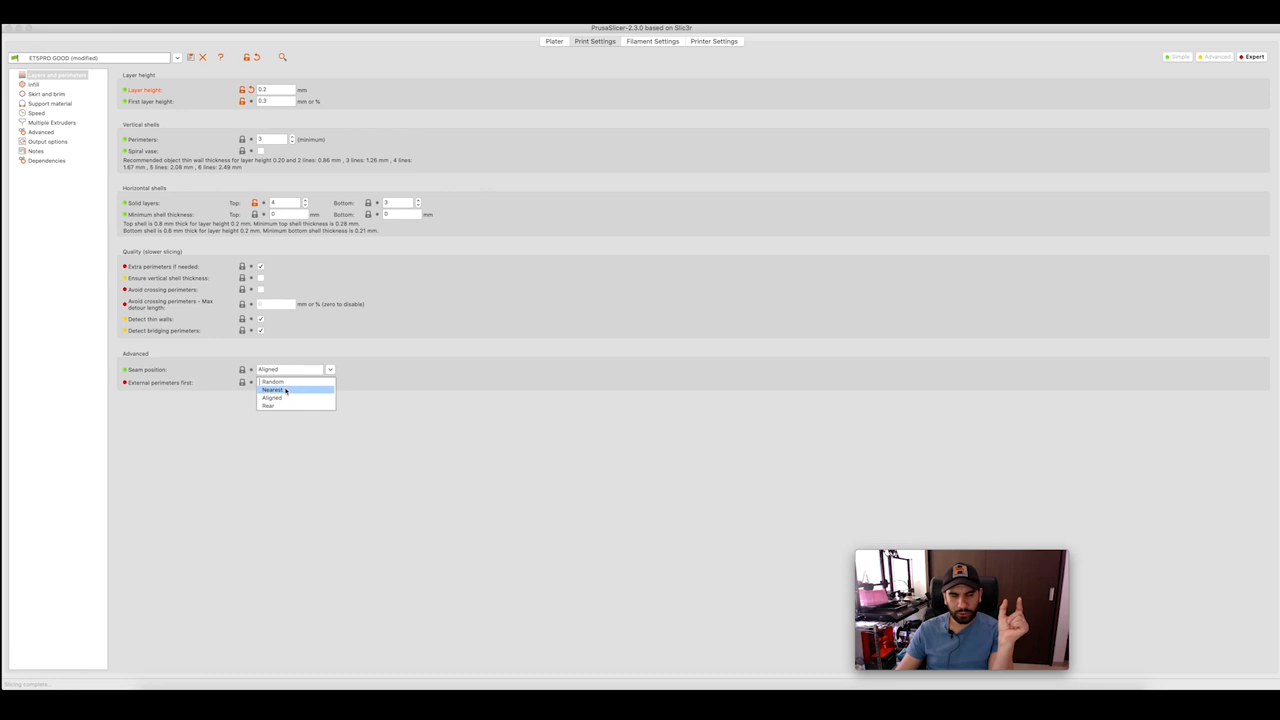 PrusaSlicer-2.3.0 based on Slic3r
Plater Print Settings Filament Settings Printer Settings
ET5PRO GOOD (modified)
Simple Advanced Expert
Layers and perimeters
Infill
Skirt and brim
Support material
Speed
Multiple Extruders
Advanced
Output options
Notes
Dependencies
Layer height
Layer height: 0.2 mm
First layer height: 0.3 mm or %
Vertical shells
Perimeters: 3 (minimum)
Spiral vase:
Recommended object thin wall thickness for layer height 0.20 and 2 lines: 0.86 mm , 3 lines: 1.26 mm , 4 lines:
1.67 mm , 5 lines: 2.08 mm , 6 lines: 2.49 mm
Horizontal shells
Solid layers: Top: 4 Bottom: 3
Minimum shell thickness: Top: 0 mm Bottom: 0 mm
Top shell is 0.8 mm thick for layer height 0.2 mm. Minimum top shell thickness is 0.28 mm.
Bottom shell is 0.6 mm thick for layer height 0.2 mm. Minimum bottom shell thickness is 0.21 mm.
Quality (slower slicing)
Extra perimeters if needed:
Ensure vertical shell thickness:
Avoid crossing perimeters:
Avoid crossing perimeters - Max
detour length: 0 mm or % (zero to disable)
Detect thin walls:
Detect bridging perimeters:
Advanced
Seam position: Aligned
External perimeters first:
Random
Nearest
Aligned
Rear
Slicing complete...